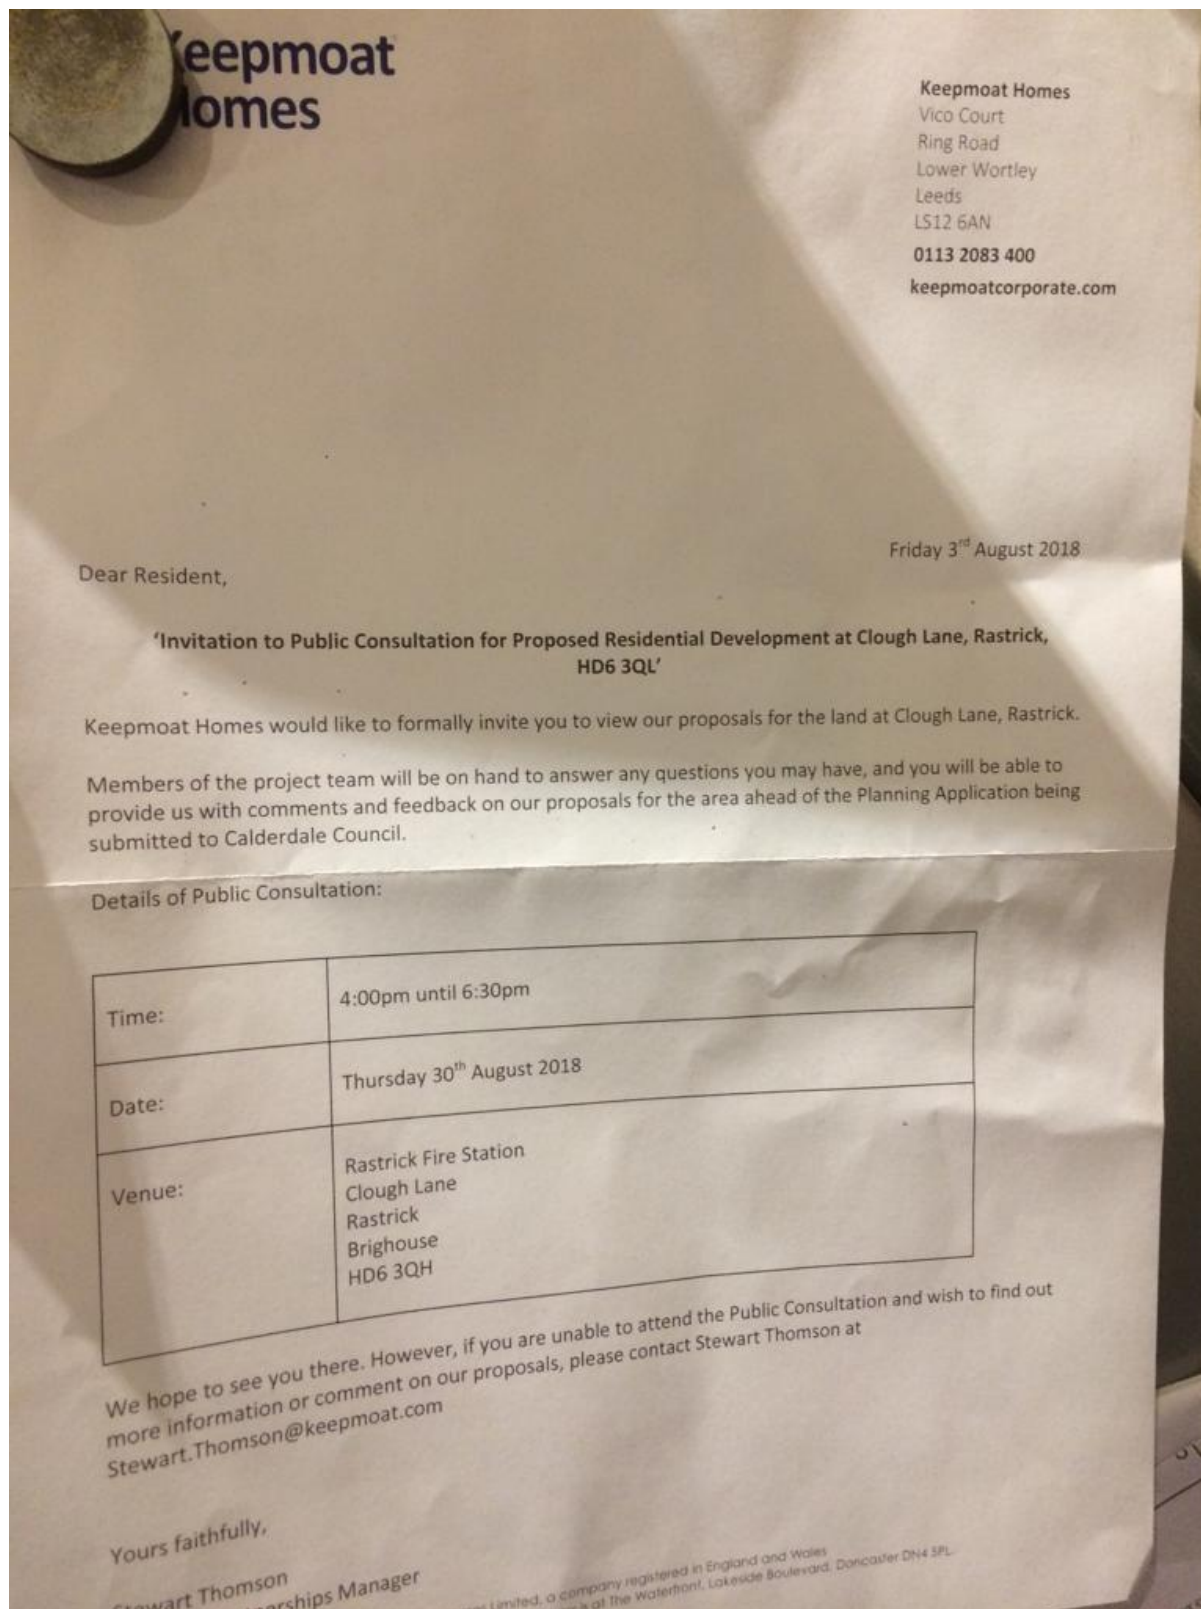 eepmoat
omes
Keepmoat Homes
Vico Court
Ring Road
Lower Wortley
Leeds
LS12 6AN
0113 2083 400
keepmoatcorporate.com
Friday 3rd August 2018
Dear Resident,
'Invitation to Public Consultation for Proposed Residential Development at Clough Lane, Rastrick,
HD6 3QL'
Keepmoat Homes would like to formally invite you to view our proposals for the land at Clough Lane, Rastrick.
Members of the project team will be on hand to answer any questions you may have, and you will be able to
provide us with comments and feedback on our proposals for the area ahead of the Planning Application being
submitted to Calderdale Council.
Details of Public Consultation:
Time:
4:00pm until 6:30pm
Date:
Thursday 30th August 2018
Venue:
Rastrick Fire Station
Clough Lane
Rastrick
Brighouse
HD6 3QH
We hope to see you there. However, if you are unable to attend the Public Consultation and wish to find out
more information or comment on our proposals, please contact Stewart Thomson at
Stewart.Thomson@keepmoat.com
Yours faithfully,
wart Thomson
erships Manager
Limited, a company registered in England and Wales
is at The Waterfront, Lakeside Boulevard, Doncaster DN4 5PL